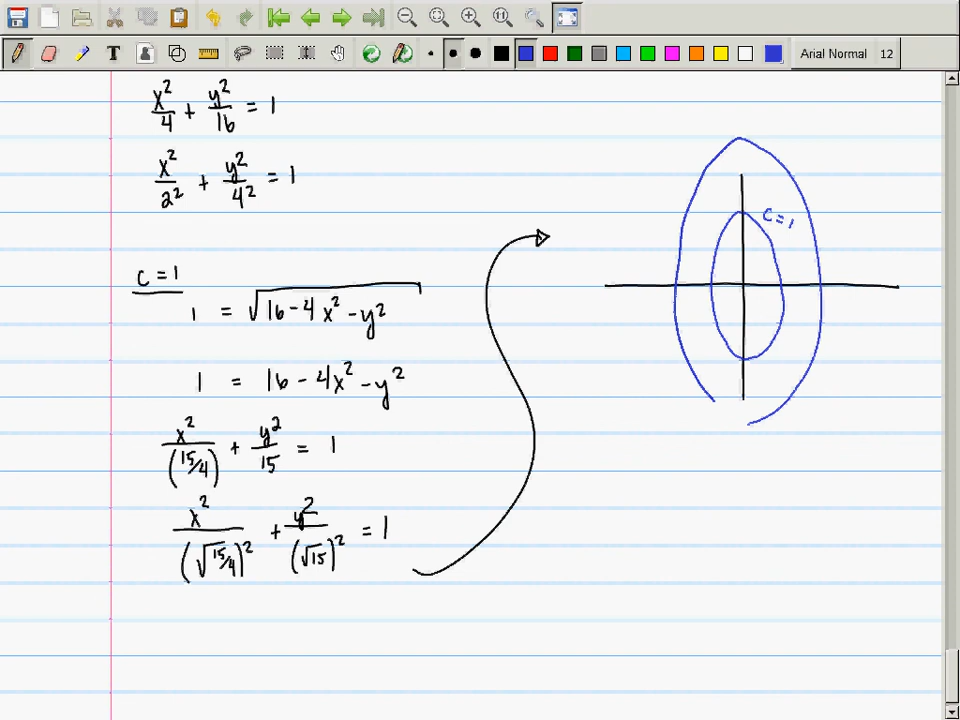 Arial Normal 12
x²/4 + y²/16 = 1
x²/2² + y²/4² = 1
c = 1
1 = √(16 - 4x² - y²)
1 = 16 - 4x² - y²
x²/(15/4) + y²/15 = 1
x²/(√15/4)² + y²/(√15)² = 1
c = 1